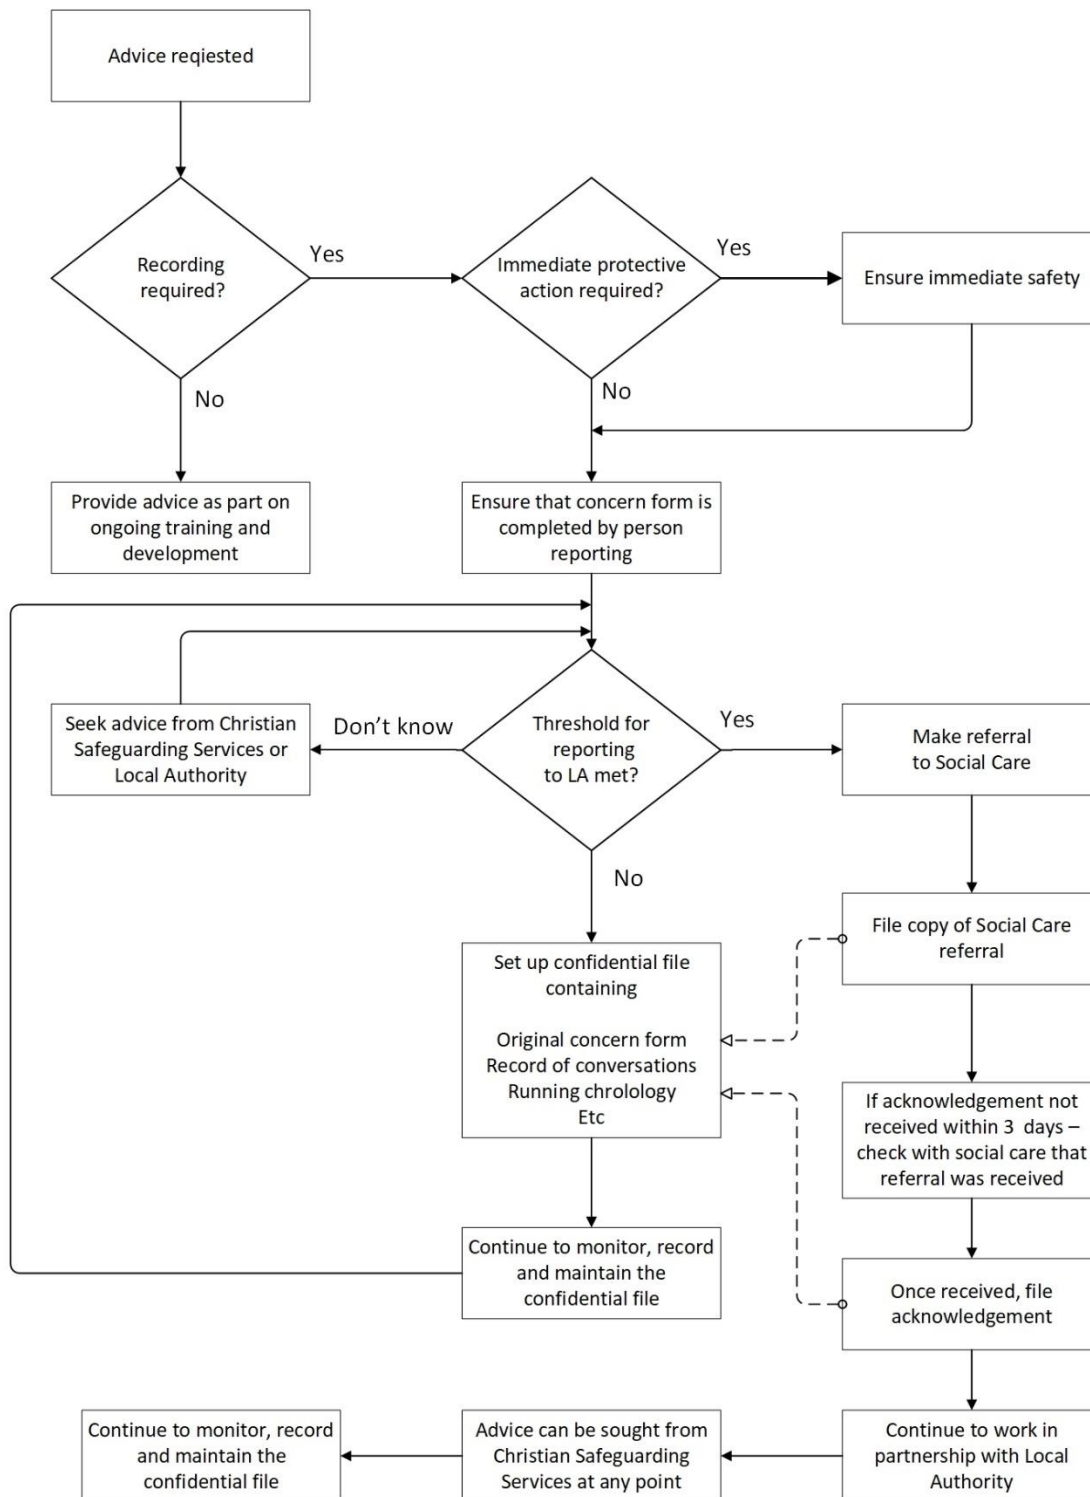 Advice reqiested
Recording
required?
Yes
Immediate protective
action required?
Yes
Ensure immediate safety
No
No
Provide advice as part on
ongoing training and
development
Ensure that concern form is
completed by person
reporting
Seek advice from Christian
Safeguarding Services or
Local Authority
Don’t know
Threshold for
reporting
to LA met?
Yes
Make referral
to Social Care
No
File copy of Social Care
referral
Set up confidential file
containing
Original concern form
Record of conversations
Running chrolology
Etc
If acknowledgement not
received within 3 days –
check with social care that
referral was received
Continue to monitor, record
and maintain the
confidential file
Once received, file
acknowledgement
Continue to monitor, record
and maintain the
confidential file
Advice can be sought from
Christian Safeguarding
Services at any point
Continue to work in
partnership with Local
Authority